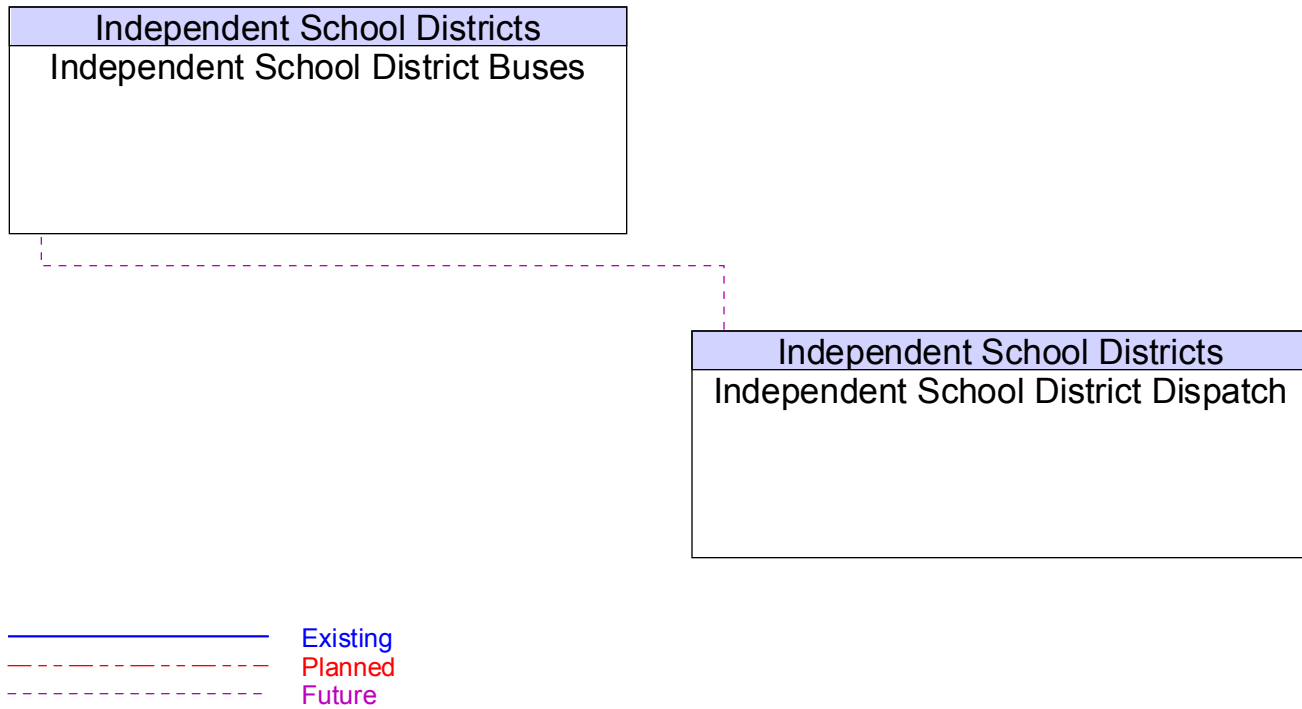 Independent School Districts
Independent School District Buses
Independent School Districts
Independent School District Dispatch
Existing
Planned
Future